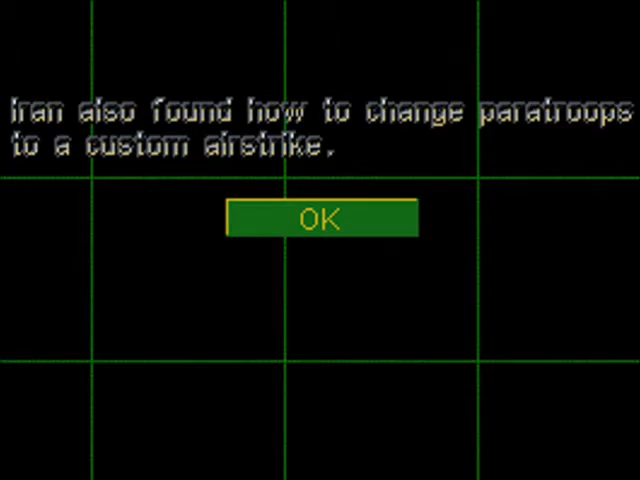 Iran also found how to change paratroops
to a custom airstrike.
OK